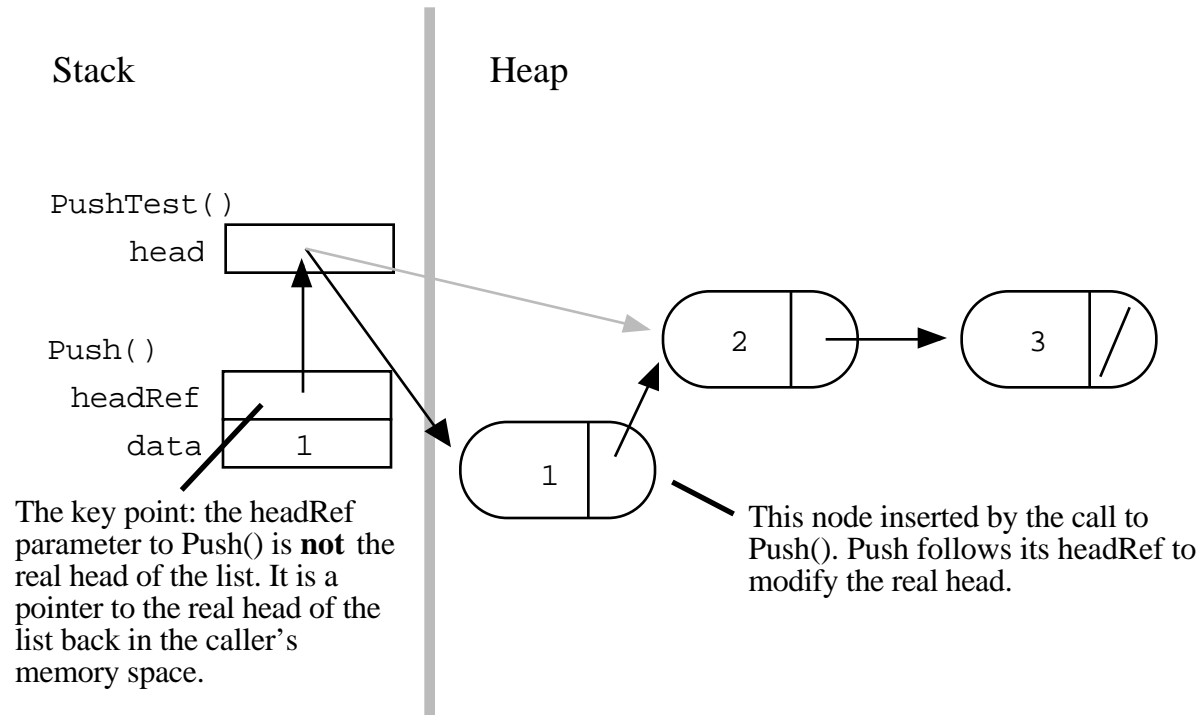 Stack
Heap
PushTest()
head
Push()
headRef
data 1
2
3
1
The key point: the headRef
parameter to Push() is not the
real head of the list. It is a
pointer to the real head of the
list back in the caller’s
memory space.
This node inserted by the call to
Push(). Push follows its headRef to
modify the real head.